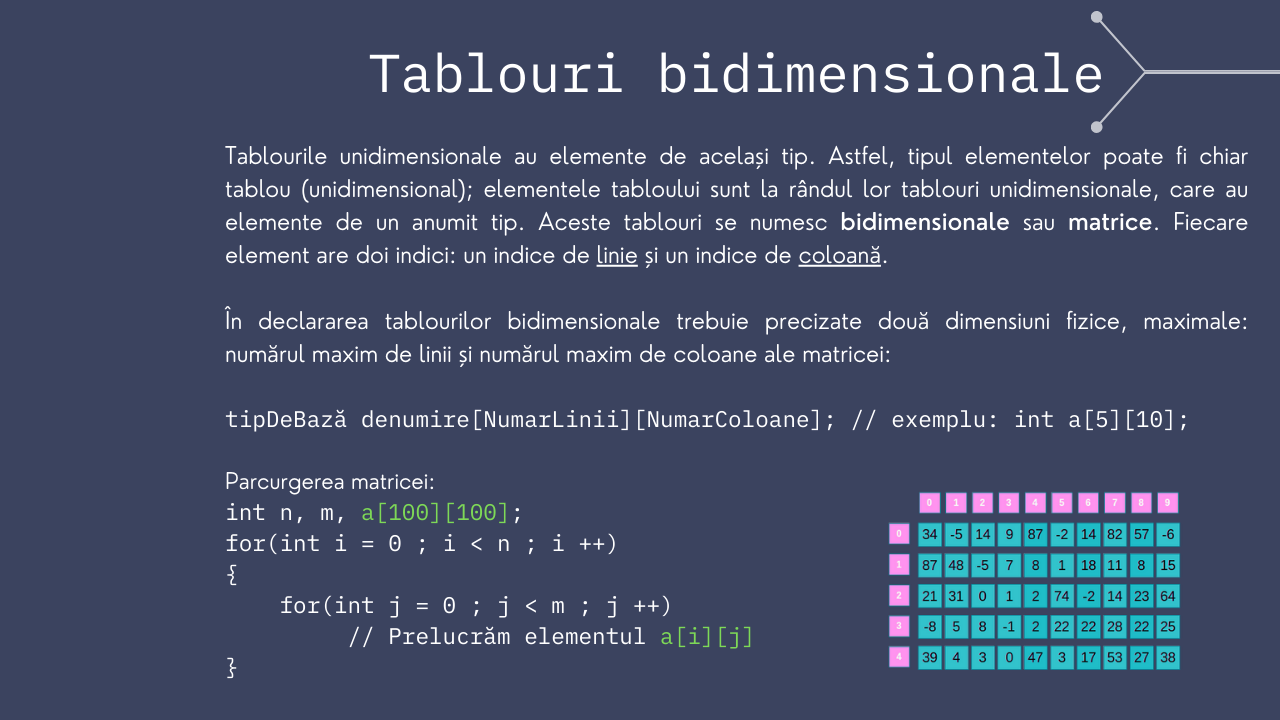 Tablouri bidimensionale
Tablourile unidimensionale au elemente de același tip. Astfel, tipul elementelor poate fi chiar
tablou (unidimensional); elementele tabloului sunt la rândul lor tablouri unidimensionale, care au
elemente de un anumit tip. Aceste tablouri se numesc bidimensionale sau matrice. Fiecare
element are doi indici: un indice de linie și un indice de coloană.
În declararea tablourilor bidimensionale trebuie precizate două dimensiuni fizice, maximale:
numărul maxim de linii și numărul maxim de coloane ale matricei:
tipDeBază denumire[NumarLinii][NumarColoane]; // exemplu: int a[5][10];
Parcurgerea matricei:
int n, m, a[100][100];
for(int i = 0 ; i < n ; i ++)
{
    for(int j = 0 ; j < m ; j ++)
         // Prelucrăm elementul a[i][j]
}
0 1 2 3 4 5 6 7 8 9
0 34 -5 14 9 87 -2 14 82 57 -6
1 87 48 -5 7 8 1 18 11 8 15
2 21 31 0 1 2 74 -2 14 23 64
3 -8 5 8 -1 2 22 22 28 22 25
4 39 4 3 0 47 3 17 53 27 38